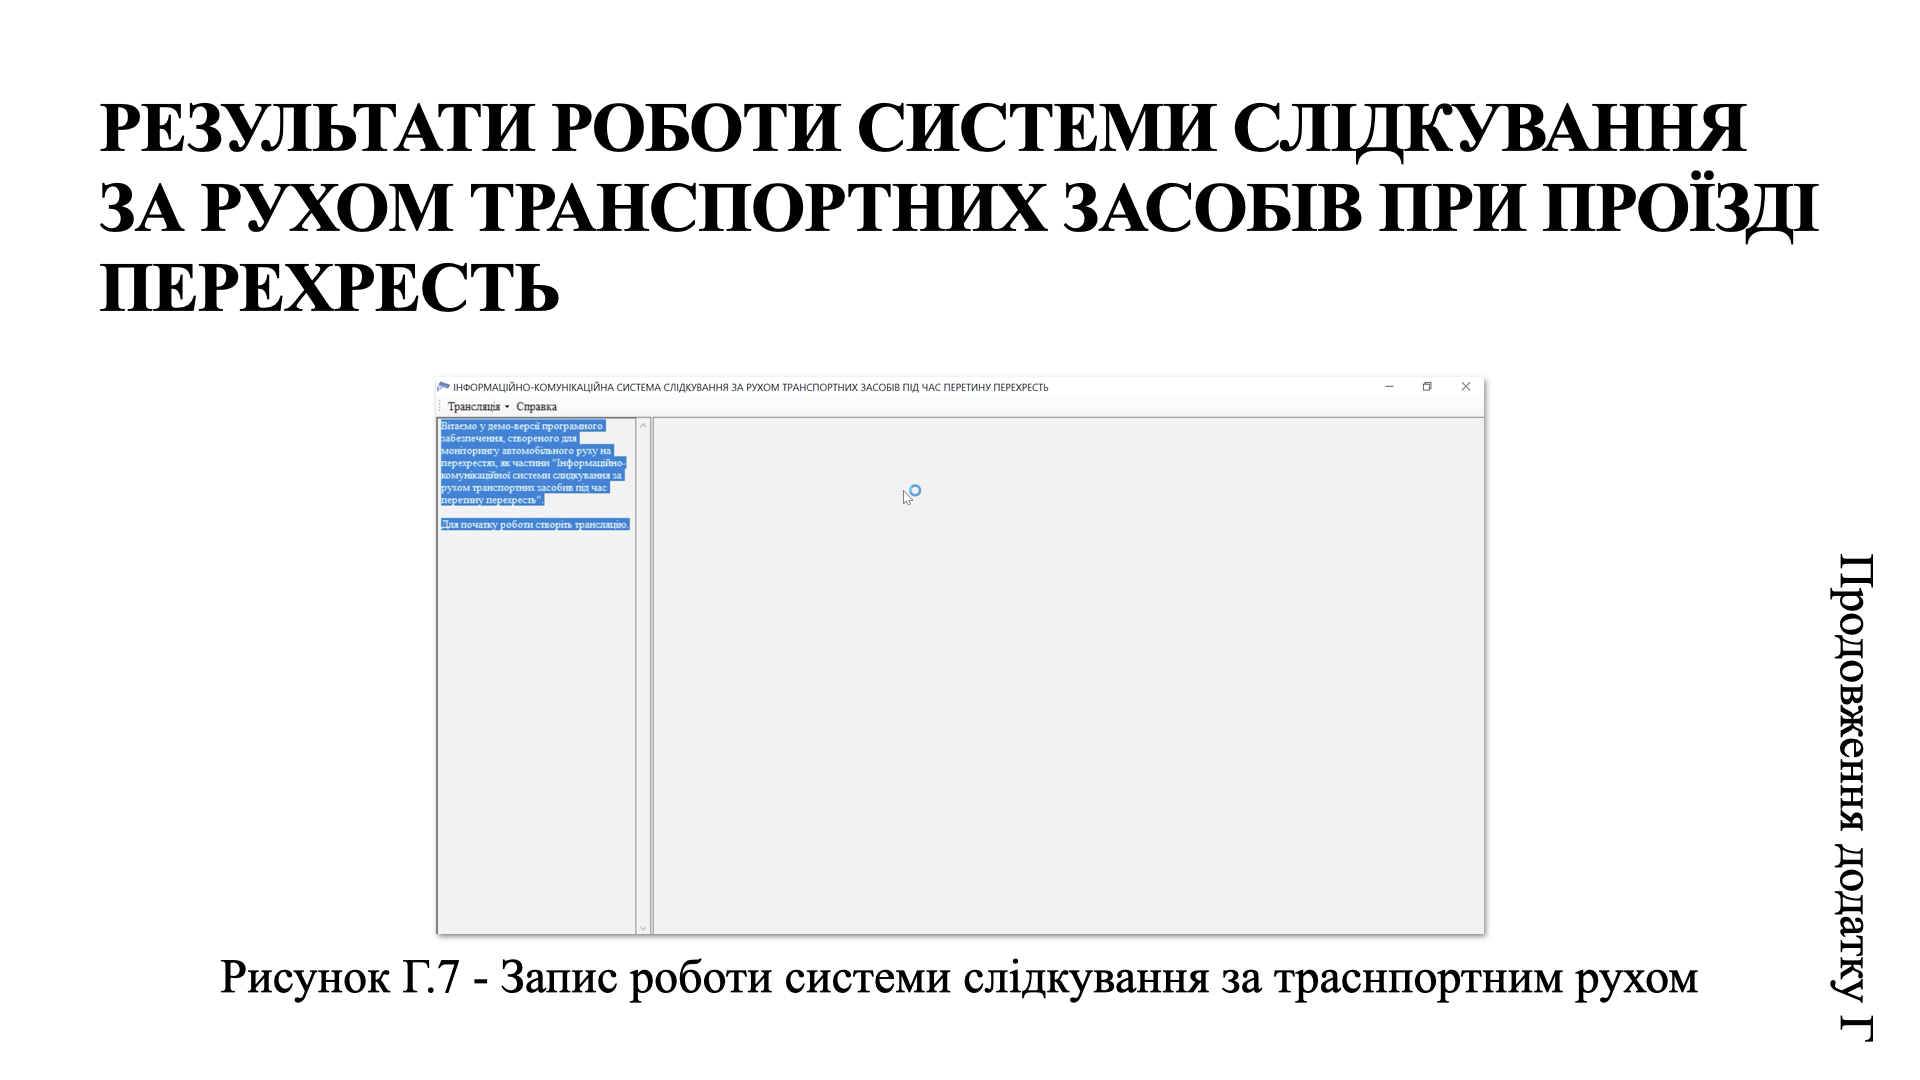 РЕЗУЛЬТАТИ РОБОТИ СИСТЕМИ СЛІДКУВАННЯ
ЗА РУХОМ ТРАНСПОРТНИХ ЗАСОБІВ ПРИ ПРОЇЗДІ
ПЕРЕХРЕСТЬ
ІНФОРМАЦІЙНО-КОМУНІКАЦІЙНА СИСТЕМА СЛІДКУВАННЯ ЗА РУХОМ ТРАНСПОРТНИХ ЗАСОБІВ ПІД ЧАС ПЕРЕТИНУ ПЕРЕХРЕСТЬ
Трансляція Справка
Вітаємо у демо-версії програмного
забезпечення, створеного для
моніторингу автомобільного руху на
перехрестях, як частини "Інформаційно-
комунікаційної системи слидкування за
рухом транспортних засобив під час
перетину перехресть".
Для початку роботи створіть трансляцію.
Рисунок Г.7 - Запис роботи системи слідкування за траснпортним рухом
Продовження додатку Г